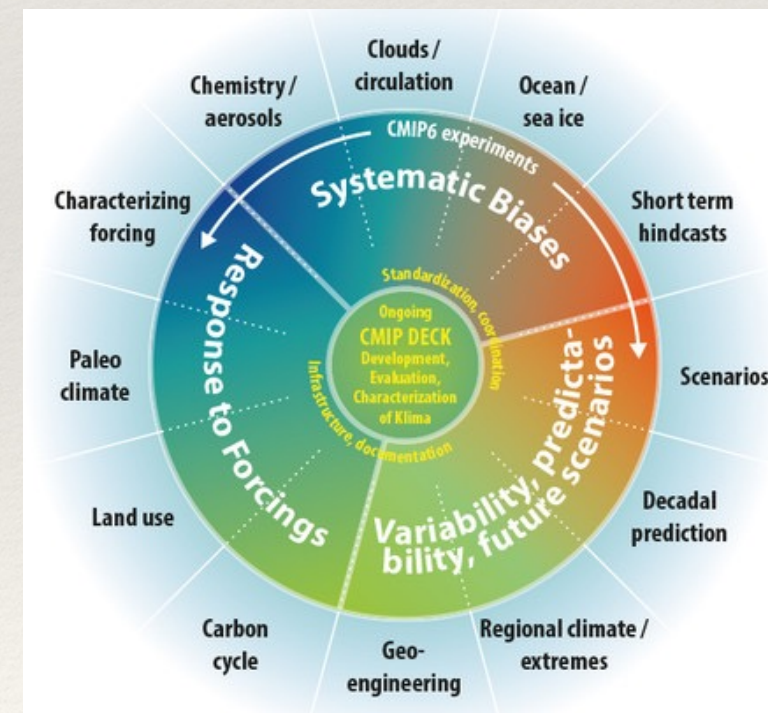 Clouds /
circulation
Ocean /
sea ice
Short term
hindcasts
Scenarios
Decadal
prediction
Regional climate /
extremes
Geo-
engineering
Carbon
cycle
Land use
Paleo
climate
Characterizing
forcing
Chemistry /
aerosols
CMIP6 experiments
Systematic Biases
Variability, predicta-
bility, future scenarios
Response to Forcings
Standardization, coordination
Infrastructure, documentation
Ongoing
CMIP DECK
Development,
Evaluation,
Characterization
of Klima